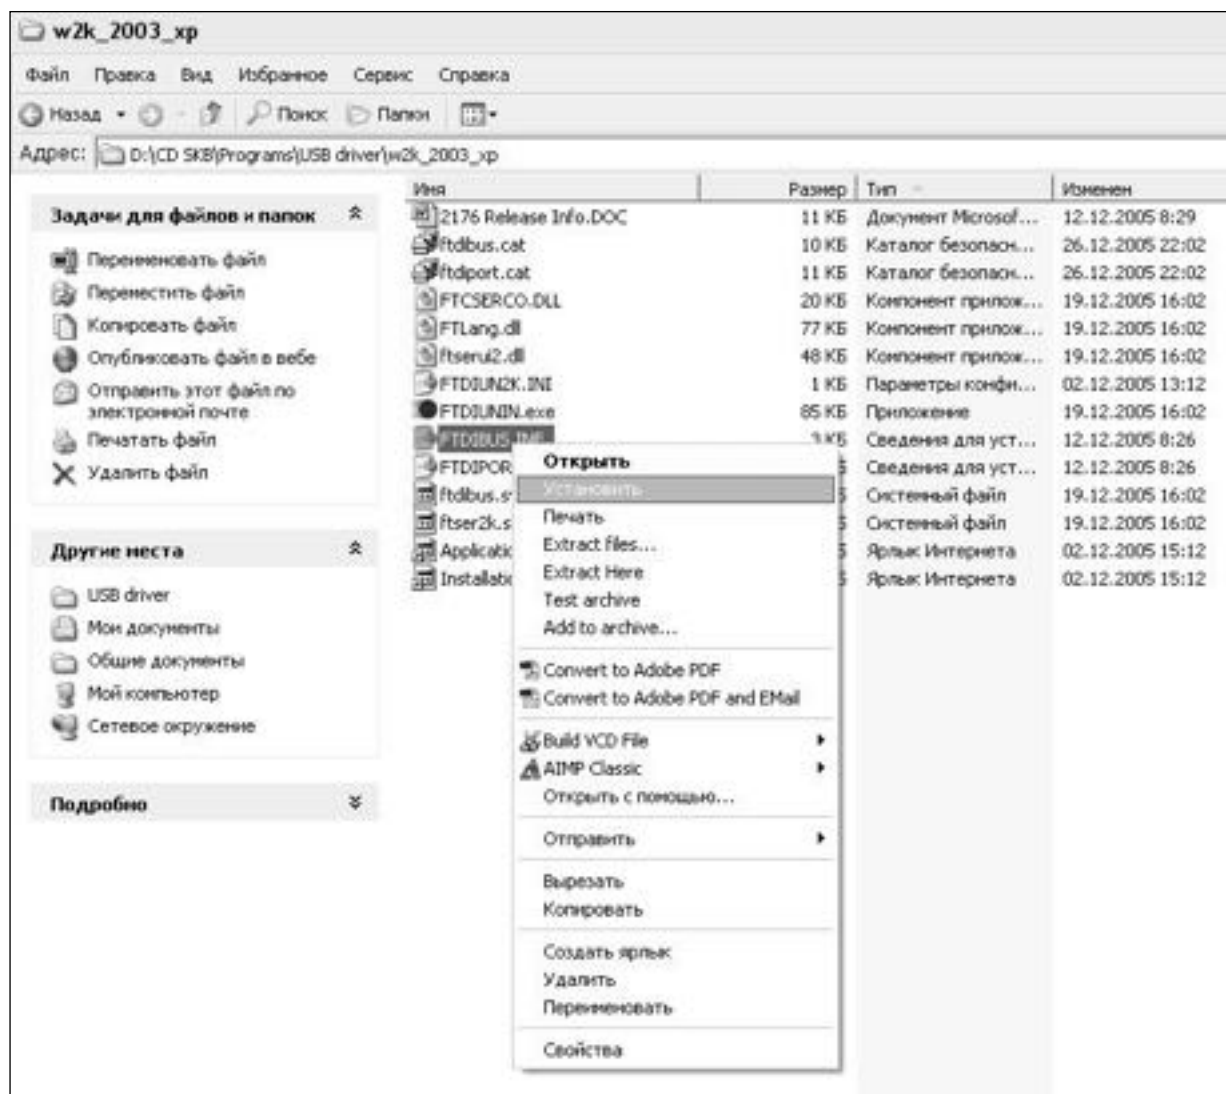 w2k_2003_xp
Файл Правка Вид Избранное Сервис Справка
Назад Поиск Папки
Адрес: D:\CD SKB\Programs\USB driver\w2k_2003_xp
Имя Размер Тип Изменен
Задачи для файлов и папок
Переименовать файл
Переместить файл
Копировать файл
Опубликовать файл в вебе
Отправить этот файл по
электронной почте
Печатать файл
Удалить файл
Другие места
USB driver
Мои документы
Общие документы
Мой компьютер
Сетевое окружение
Подробно
2176 Release Info.DOC 11 КБ Документ Microsof... 12.12.2005 8:29
ftdibus.cat 10 КБ Каталог безопасн... 26.12.2005 22:02
ftdiport.cat 11 КБ Каталог безопасн... 26.12.2005 22:02
FTCSERCO.DLL 20 КБ Компонент прилож... 19.12.2005 16:02
FTLang.dll 77 КБ Компонент прилож... 19.12.2005 16:02
ftserui2.dll 48 КБ Компонент прилож... 19.12.2005 16:02
FTDIUN2K.INI 1 КБ Параметры конфи... 02.12.2005 13:12
FTDIUNIN.exe 85 КБ Приложение 19.12.2005 16:02
FTDIBUS.INF 3 КБ Сведения для уст... 12.12.2005 8:26
FTDIPOR Б Сведения для уст... 12.12.2005 8:26
ftdibus.s Б Системный файл 19.12.2005 16:02
ftser2k.s Б Системный файл 19.12.2005 16:02
Applicatio Б Ярлык Интернета 02.12.2005 15:12
Installatio Б Ярлык Интернета 02.12.2005 15:12
Открыть
Установить
Печать
Extract files...
Extract Here
Test archive
Add to archive...
Convert to Adobe PDF
Convert to Adobe PDF and EMail
Build VCD File
AIMP Classic
Открыть с помощью...
Отправить
Вырезать
Копировать
Создать ярлык
Удалить
Переименовать
Свойства